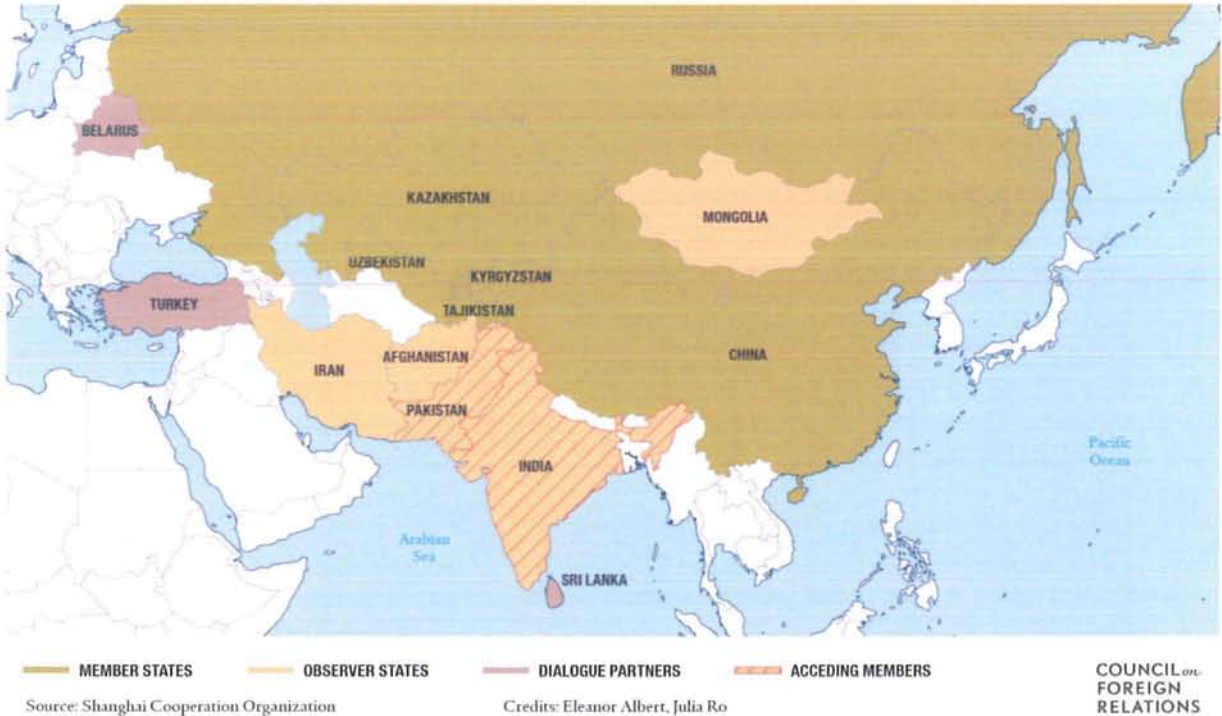 RUSSIA
BELARUS
KAZAKHSTAN
MONGOLIA
UZBEKISTAN
KYRGYZSTAN
TURKEY
TAJIKISTAN
CHINA
AFGHANISTAN
IRAN
PAKISTAN
INDIA
Pacific
Ocean
Arabian
Sea
SRI LANKA
MEMBER STATES
OBSERVER STATES
DIALOGUE PARTNERS
ACCEDING MEMBERS
Source: Shanghai Cooperation Organization
Credits: Eleanor Albert, Julia Ro
COUNCIL on
FOREIGN
RELATIONS